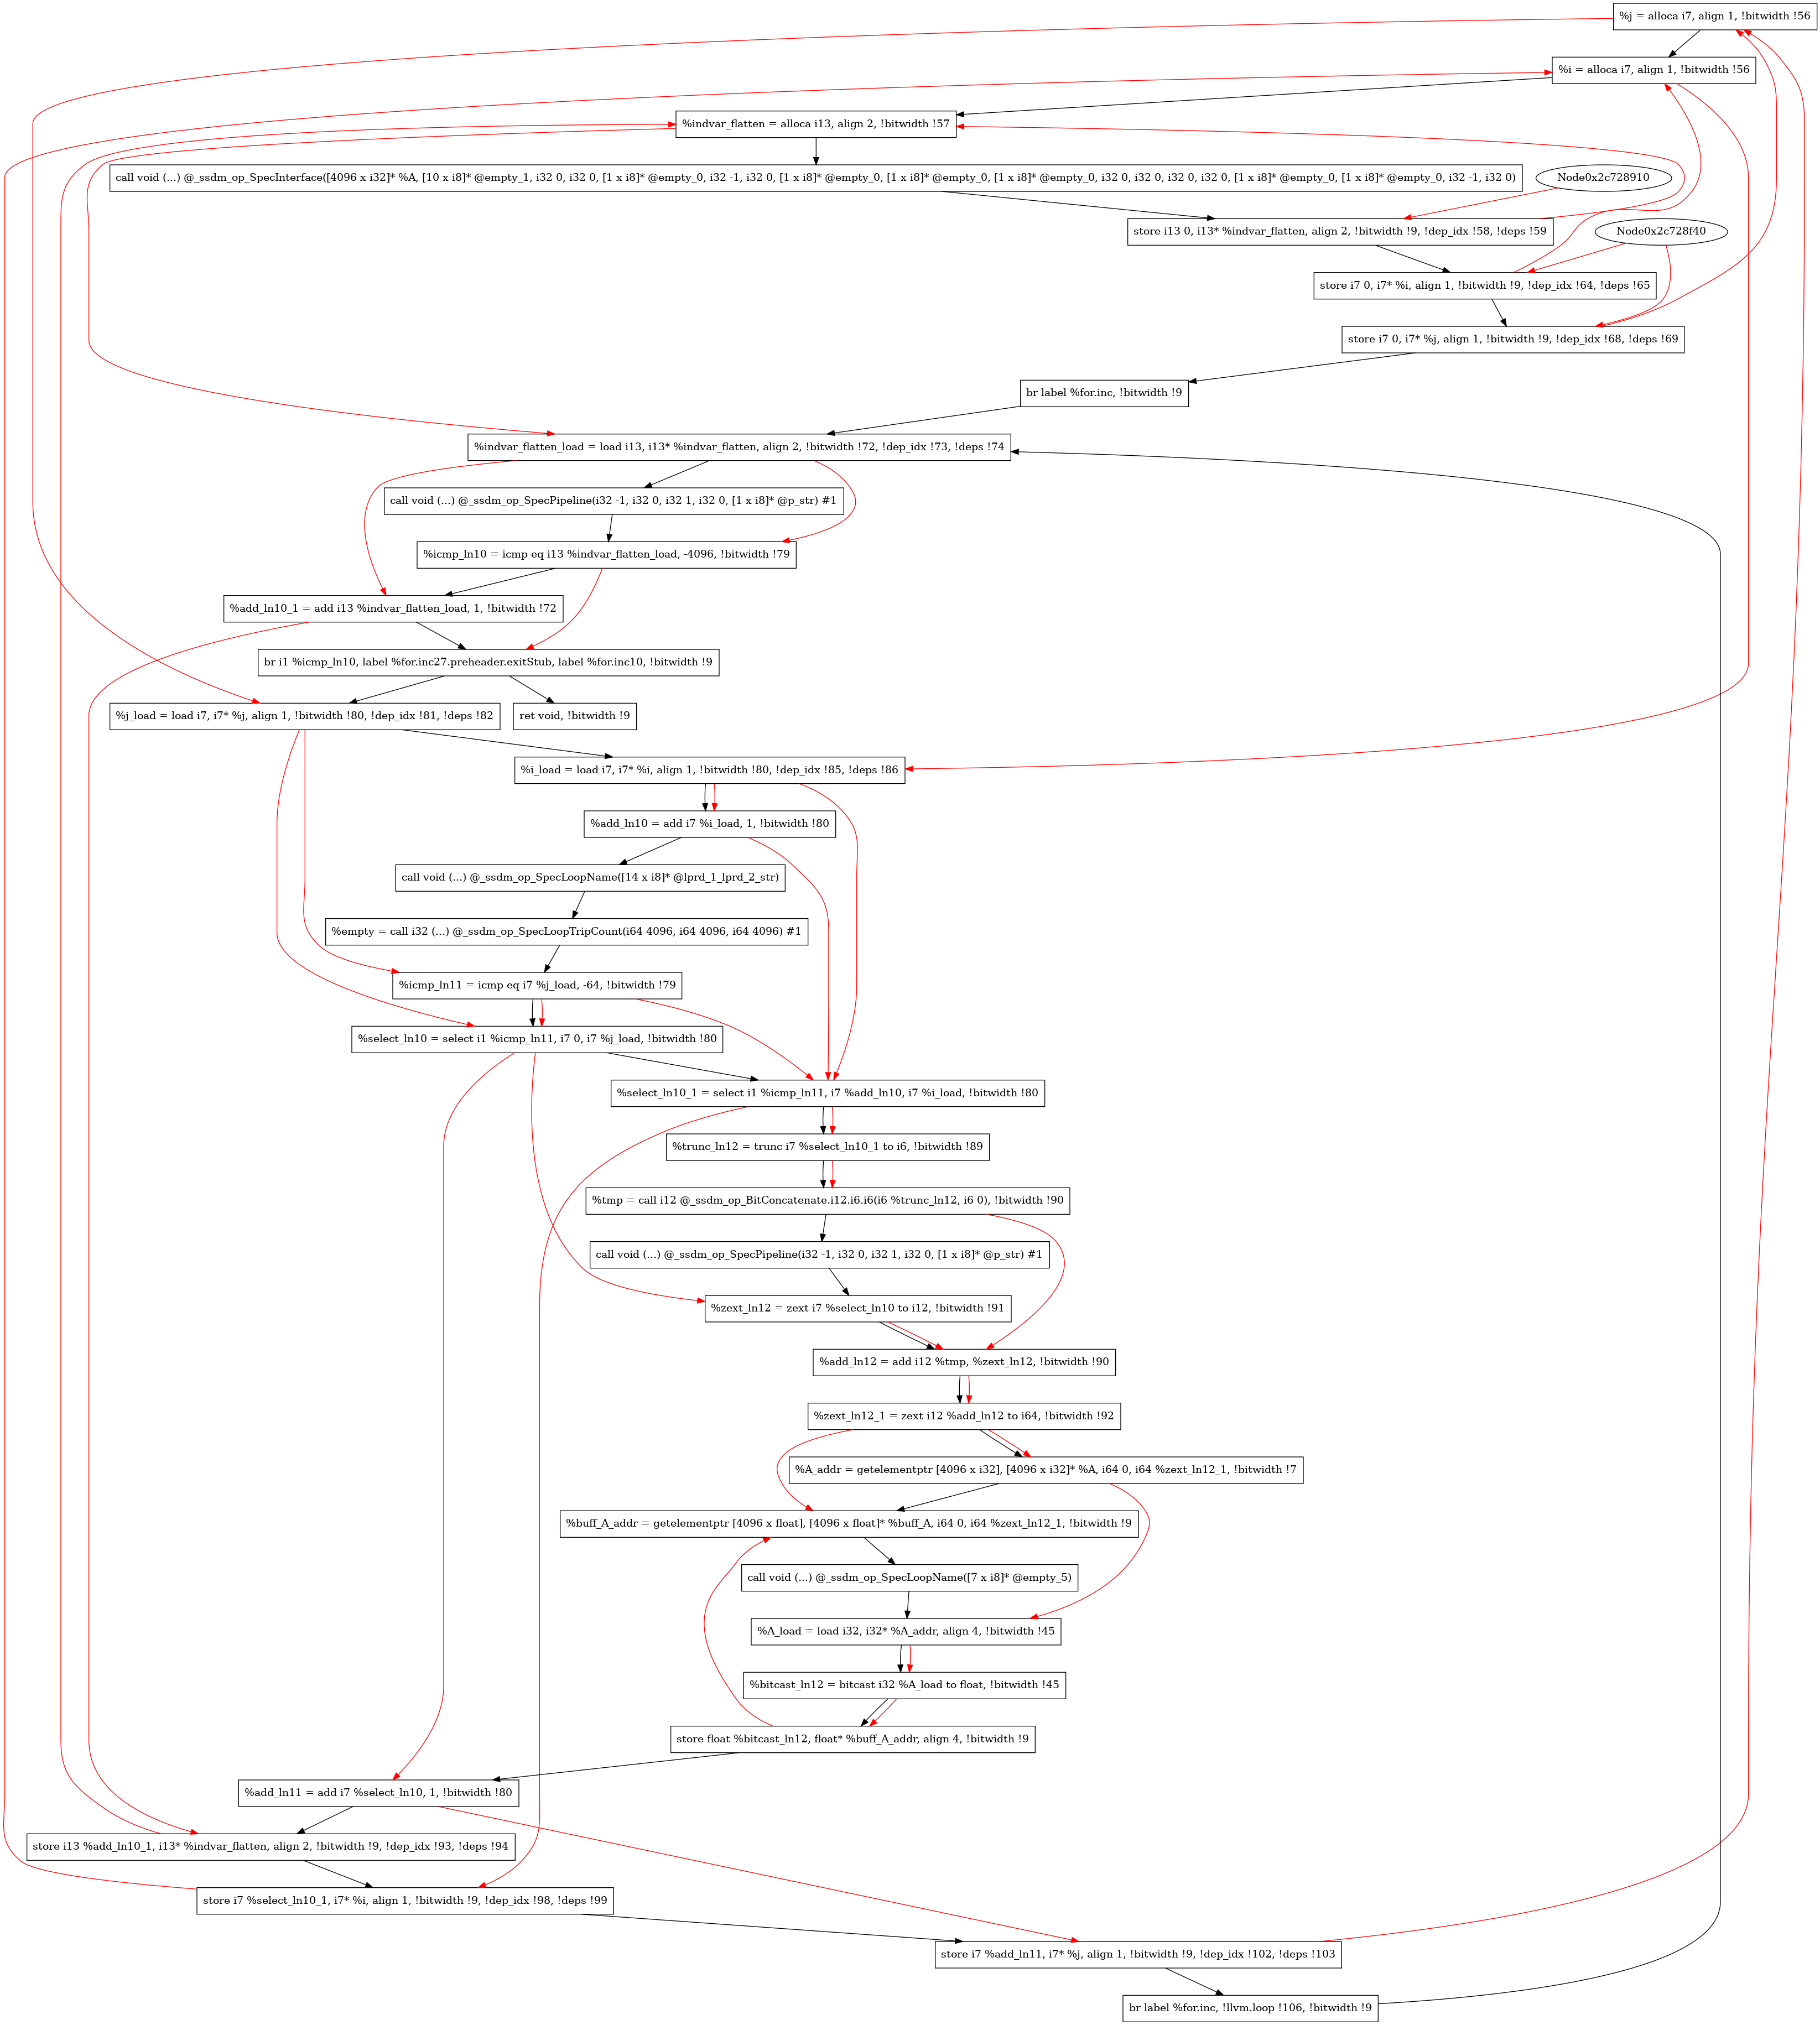 %j = alloca i7, align 1, !bitwidth !56
%i = alloca i7, align 1, !bitwidth !56
%indvar_flatten = alloca i13, align 2, !bitwidth !57
call void (...) @_ssdm_op_SpecInterface([4096 x i32]* %A, [10 x i8]* @empty_1, i32 0, i32 0, [1 x i8]* @empty_0, i32 -1, i32 0, [1 x i8]* @empty_0, [1 x i8]* @empty_0, [1 x i8]* @empty_0, i32 0, i32 0, i32 0, i32 0, [1 x i8]* @empty_0, [1 x i8]* @empty_0, i32 -1, i32 0)
Node0x2c728910
store i13 0, i13* %indvar_flatten, align 2, !bitwidth !9, !dep_idx !58, !deps !59
Node0x2c728f40
store i7 0, i7* %i, align 1, !bitwidth !9, !dep_idx !64, !deps !65
store i7 0, i7* %j, align 1, !bitwidth !9, !dep_idx !68, !deps !69
br label %for.inc, !bitwidth !9
%indvar_flatten_load = load i13, i13* %indvar_flatten, align 2, !bitwidth !72, !dep_idx !73, !deps !74
call void (...) @_ssdm_op_SpecPipeline(i32 -1, i32 0, i32 1, i32 0, [1 x i8]* @p_str) #1
%icmp_ln10 = icmp eq i13 %indvar_flatten_load, -4096, !bitwidth !79
%add_ln10_1 = add i13 %indvar_flatten_load, 1, !bitwidth !72
br i1 %icmp_ln10, label %for.inc27.preheader.exitStub, label %for.inc10, !bitwidth !9
%j_load = load i7, i7* %j, align 1, !bitwidth !80, !dep_idx !81, !deps !82
ret void, !bitwidth !9
%i_load = load i7, i7* %i, align 1, !bitwidth !80, !dep_idx !85, !deps !86
%add_ln10 = add i7 %i_load, 1, !bitwidth !80
call void (...) @_ssdm_op_SpecLoopName([14 x i8]* @lprd_1_lprd_2_str)
%empty = call i32 (...) @_ssdm_op_SpecLoopTripCount(i64 4096, i64 4096, i64 4096) #1
%icmp_ln11 = icmp eq i7 %j_load, -64, !bitwidth !79
%select_ln10 = select i1 %icmp_ln11, i7 0, i7 %j_load, !bitwidth !80
%select_ln10_1 = select i1 %icmp_ln11, i7 %add_ln10, i7 %i_load, !bitwidth !80
%trunc_ln12 = trunc i7 %select_ln10_1 to i6, !bitwidth !89
%tmp = call i12 @_ssdm_op_BitConcatenate.i12.i6.i6(i6 %trunc_ln12, i6 0), !bitwidth !90
call void (...) @_ssdm_op_SpecPipeline(i32 -1, i32 0, i32 1, i32 0, [1 x i8]* @p_str) #1
%zext_ln12 = zext i7 %select_ln10 to i12, !bitwidth !91
%add_ln12 = add i12 %tmp, %zext_ln12, !bitwidth !90
%zext_ln12_1 = zext i12 %add_ln12 to i64, !bitwidth !92
%A_addr = getelementptr [4096 x i32], [4096 x i32]* %A, i64 0, i64 %zext_ln12_1, !bitwidth !7
%buff_A_addr = getelementptr [4096 x float], [4096 x float]* %buff_A, i64 0, i64 %zext_ln12_1, !bitwidth !9
call void (...) @_ssdm_op_SpecLoopName([7 x i8]* @empty_5)
%A_load = load i32, i32* %A_addr, align 4, !bitwidth !45
%bitcast_ln12 = bitcast i32 %A_load to float, !bitwidth !45
store float %bitcast_ln12, float* %buff_A_addr, align 4, !bitwidth !9
%add_ln11 = add i7 %select_ln10, 1, !bitwidth !80
store i13 %add_ln10_1, i13* %indvar_flatten, align 2, !bitwidth !9, !dep_idx !93, !deps !94
store i7 %select_ln10_1, i7* %i, align 1, !bitwidth !9, !dep_idx !98, !deps !99
store i7 %add_ln11, i7* %j, align 1, !bitwidth !9, !dep_idx !102, !deps !103
br label %for.inc, !llvm.loop !106, !bitwidth !9